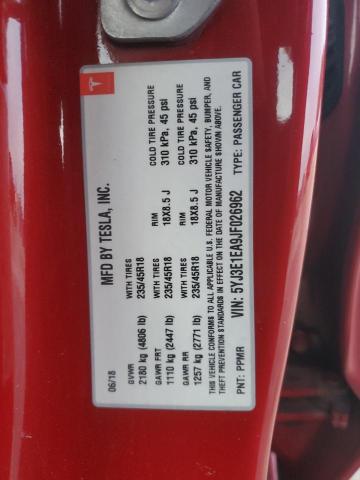 MFD BY TESLA, INC.
06/18
GVWR
2180 kg (4806 lb)
WITH TIRES
235/45R18
RIM
18X8.5 J
COLD TIRE PRESSURE
310 kPa, 45 psi
GAWR FRT
1110 kg (2447 lb)
WITH TIRES
235/45R18
RIM
18X8.5 J
COLD TIRE PRESSURE
310 kPa, 45 psi
GAWR RR
1257 kg (2771 lb)
THIS VEHICLE CONFORMS TO ALL APPLICABLE U.S. FEDERAL MOTOR VEHICLE SAFETY, BUMPER, AND
THEFT PREVENTION STANDARDS IN EFFECT ON THE DATE OF MANUFACTURE SHOWN ABOVE.
VIN: 5YJ3E1EA9JF026962
PNT: PPMR
TYPE: PASSENGER CAR